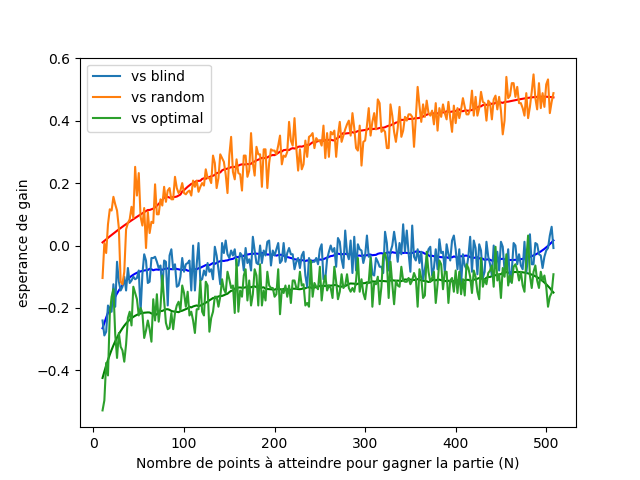 vs blind
vs random
vs optimal
0.6
0.4
0.2
0.0
−0.2
−0.4
esperance de gain
0 100 200 300 400 500
Nombre de points à atteindre pour gagner la partie (N)